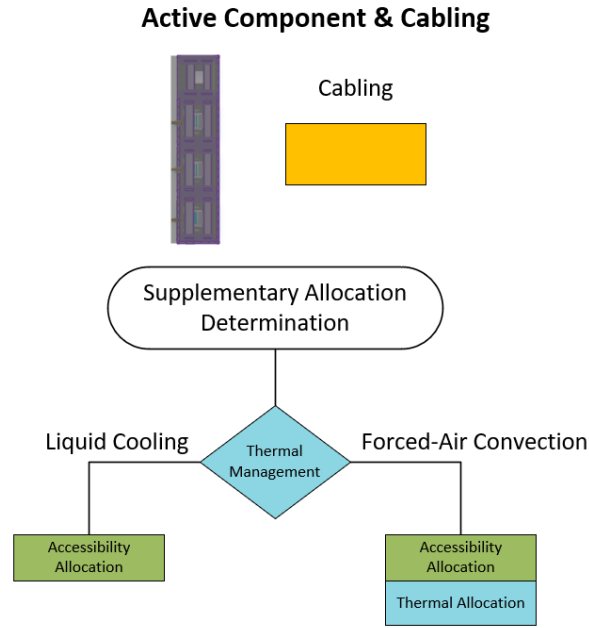 Active Component & Cabling
Cabling
Supplementary Allocation
Determination
Liquid Cooling
Thermal
Management
Forced-Air Convection
Accessibility
Allocation
Accessibility
Allocation
Thermal Allocation